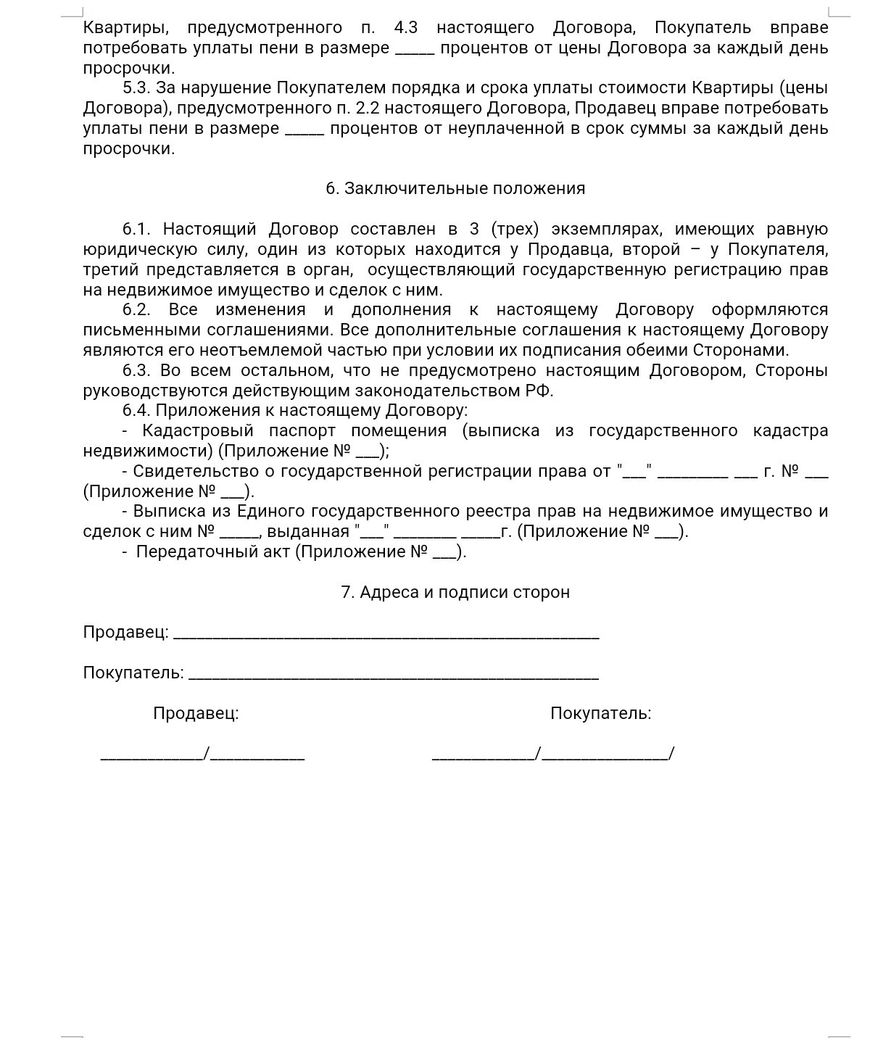 Квартиры, предусмотренного п. 4.3 настоящего Договора, Покупатель вправе
потребовать уплаты пени в размере _____ процентов от цены Договора за каждый день
просрочки.
5.3. За нарушение Покупателем порядка и срока уплаты стоимости Квартиры (цены
Договора), предусмотренного п. 2.2 настоящего Договора, Продавец вправе потребовать
уплаты пени в размере _____ процентов от неуплаченной в срок суммы за каждый день
просрочки.
6. Заключительные положения
6.1. Настоящий Договор составлен в 3 (трех) экземплярах, имеющих равную
юридическую силу, один из которых находится у Продавца, второй – у Покупателя,
третий представляется в орган, осуществляющий государственную регистрацию прав
на недвижимое имущество и сделок с ним.
6.2. Все изменения и дополнения к настоящему Договору оформляются
письменными соглашениями. Все дополнительные соглашения к настоящему Договору
являются его неотъемлемой частью при условии их подписания обеими Сторонами.
6.3. Во всем остальном, что не предусмотрено настоящим Договором, Стороны
руководствуются действующим законодательством РФ.
6.4. Приложения к настоящему Договору:
- Кадастровый паспорт помещения (выписка из государственного кадастра
недвижимости) (Приложение № ___);
- Свидетельство о государственной регистрации права от "___" _________ ___ г. № ___
(Приложение № ___).
- Выписка из Единого государственного реестра прав на недвижимое имущество и
сделок с ним № _____, выданная "___" ________ _____г. (Приложение № ___).
- Передаточный акт (Приложение № ___).
7. Адреса и подписи сторон
Продавец: ______________________________________________________
Покупатель: ____________________________________________________
Продавец: Покупатель:
_____________/____________ _____________/________________/